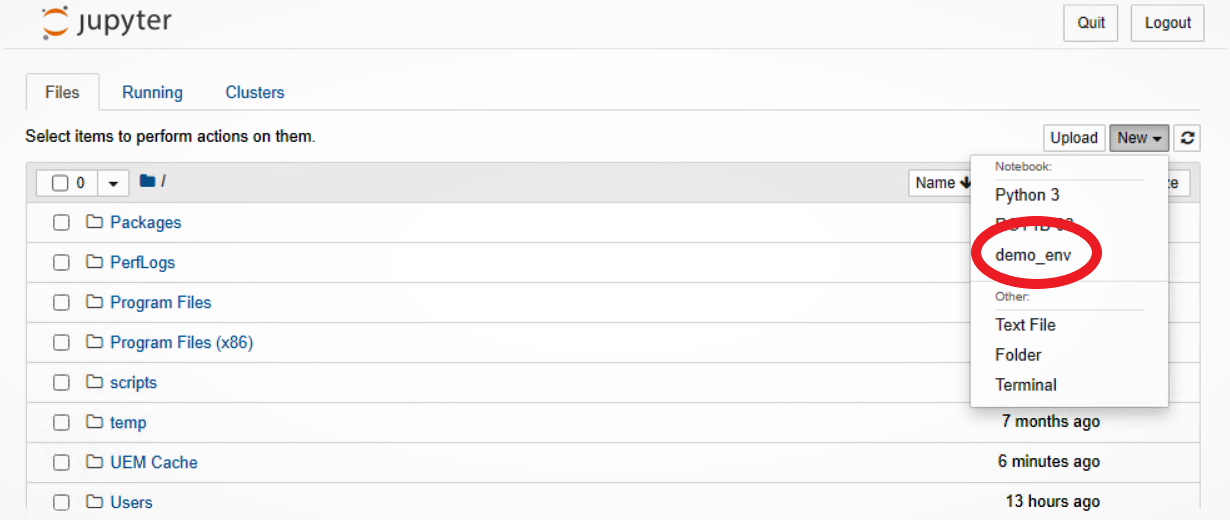 jupyter
Quit
Logout
Files
Running
Clusters
Select items to perform actions on them.
Upload
New
0
/
Name
Notebook:
Python 3
demo_env
Other:
Text File
Folder
Terminal
Packages
PerfLogs
Program Files
Program Files (x86)
scripts
temp
7 months ago
UEM Cache
6 minutes ago
Users
13 hours ago